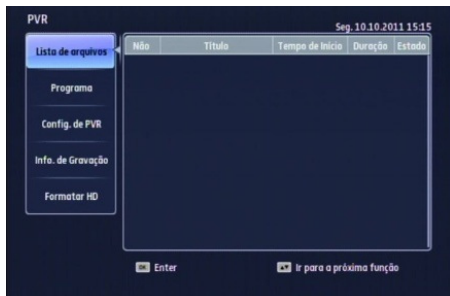 PVR
Seg. 10.10.2011 15:15
Lista de arquivos
Não Título Tempo de Início Duração Estado
Programa
Config. de PVR
Info. de Gravação
Formatar HD
OK Enter
Ir para a próxima função